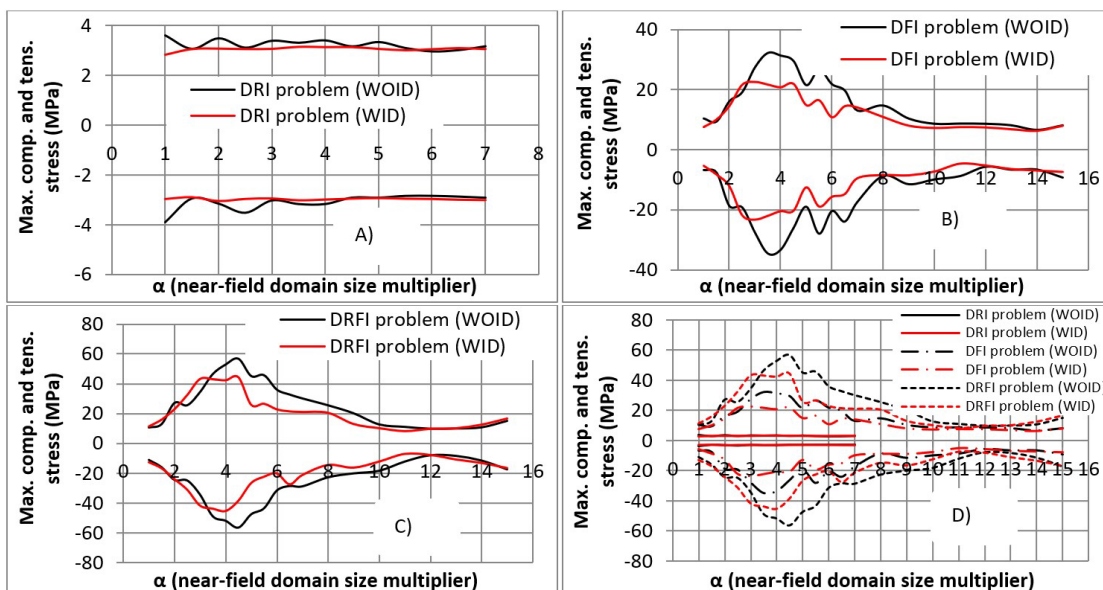 Max. comp. and tens.
stress (MPa)
4
2
0
-2
-4
-6
0 1 2 3 4 5 6 7 8
DRI problem (WOID)
DRI problem (WID)
A)
α (near-field domain size multiplier)
Max. comp. and tens.
stress (MPa)
40
20
0
-20
-40
0 2 4 6 8 10 12 14 16
DFI problem (WOID)
DFI problem (WID)
B)
α (near-field domain size multiplier)
Max. comp. and tens.
stress (MPa)
80
60
40
20
0
-20
-40
-60
-80
0 2 4 6 8 10 12 14 16
DRFI problem (WOID)
DRFI problem (WID)
C)
α (near-field domain size multiplier)
Max. comp. and tens.
stress (MPa)
80
60
40
20
0
-20
-40
-60
-80
0 1 2 3 4 5 6 7 8 9 10 11 12 13 14 15 16
DRI problem (WOID)
DRI problem (WID)
DFI problem (WOID)
DFI problem (WID)
DRFI problem (WOID)
DRFI problem (WID)
D)
α (near-field domain size multiplier)